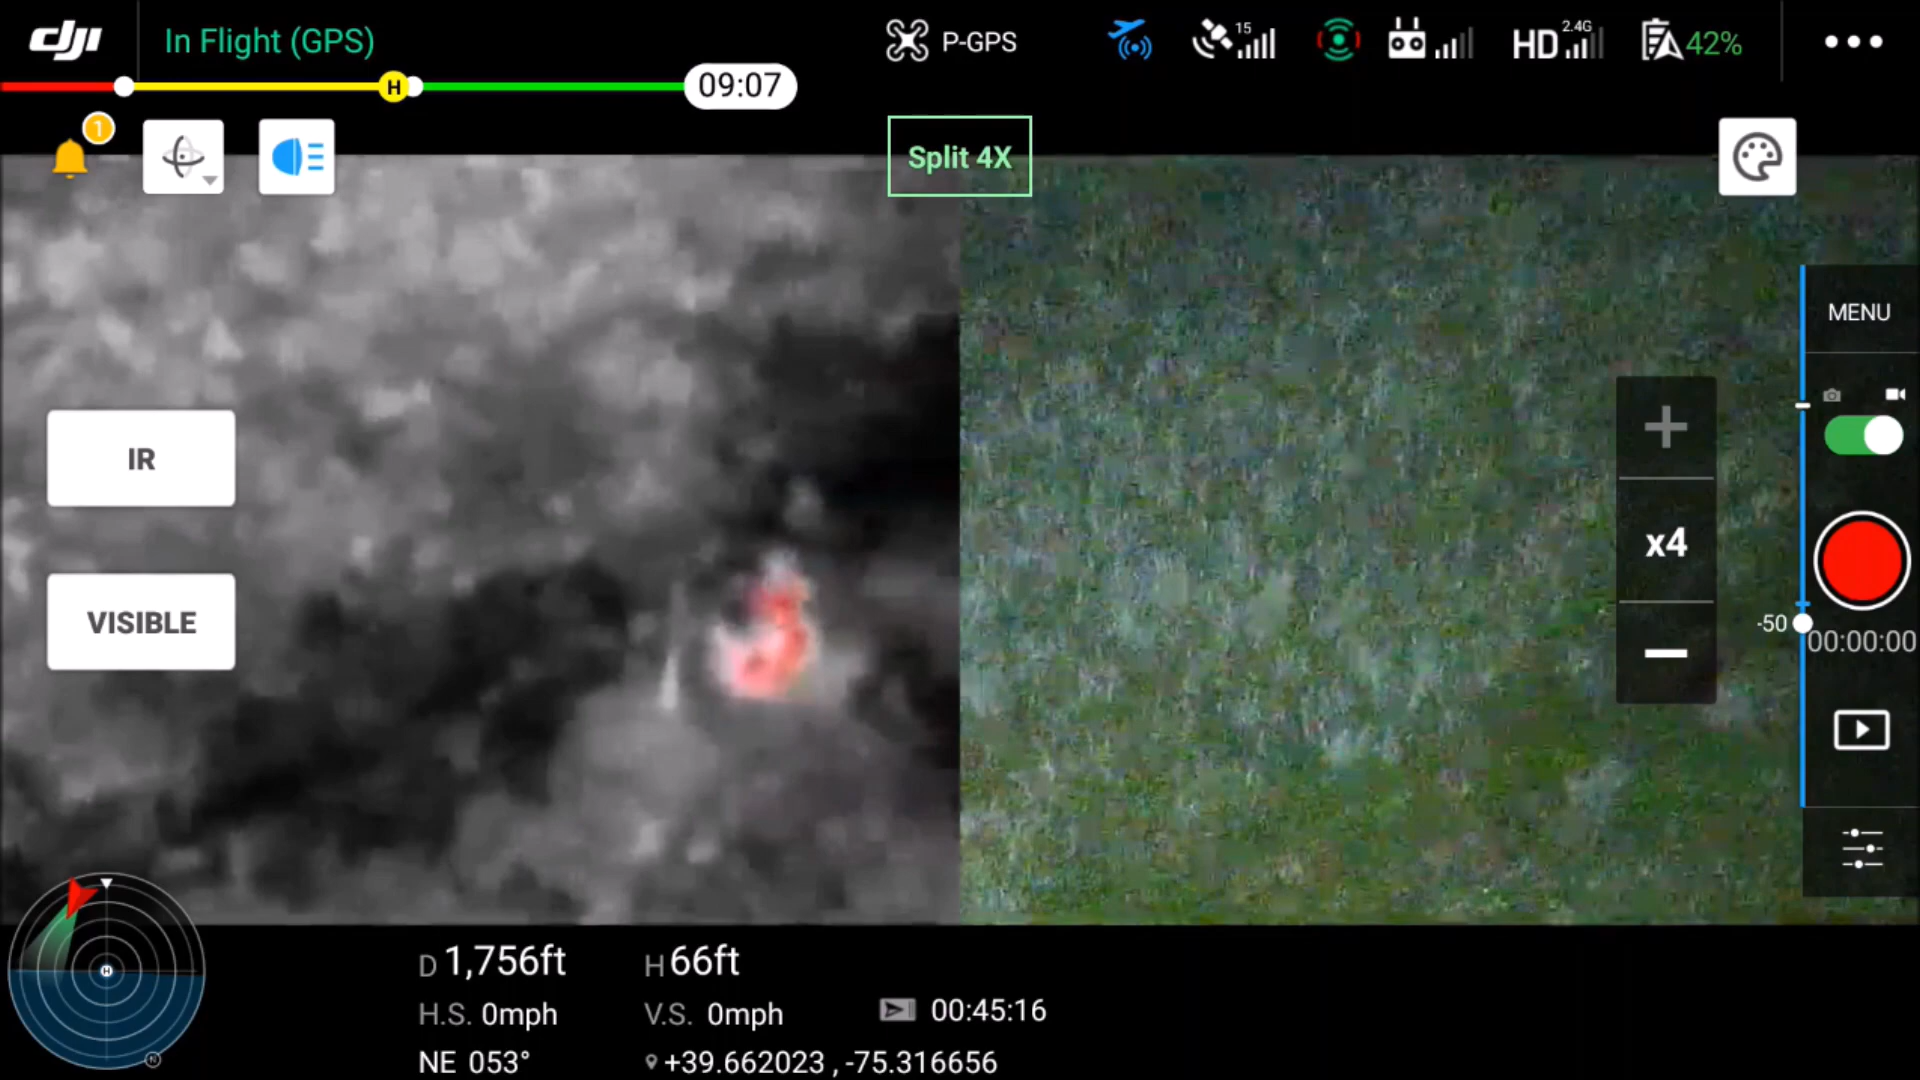 dji
In Flight (GPS)
P-GPS
15
HD 2.4G
42%
H
09:07
1
Split 4X
IR
VISIBLE
MENU
x4
-50
00:00:00
H
N
D 1,756ft
H 66ft
H.S. 0mph
V.S. 0mph
00:45:16
NE 053°
+39.662023 , -75.316656